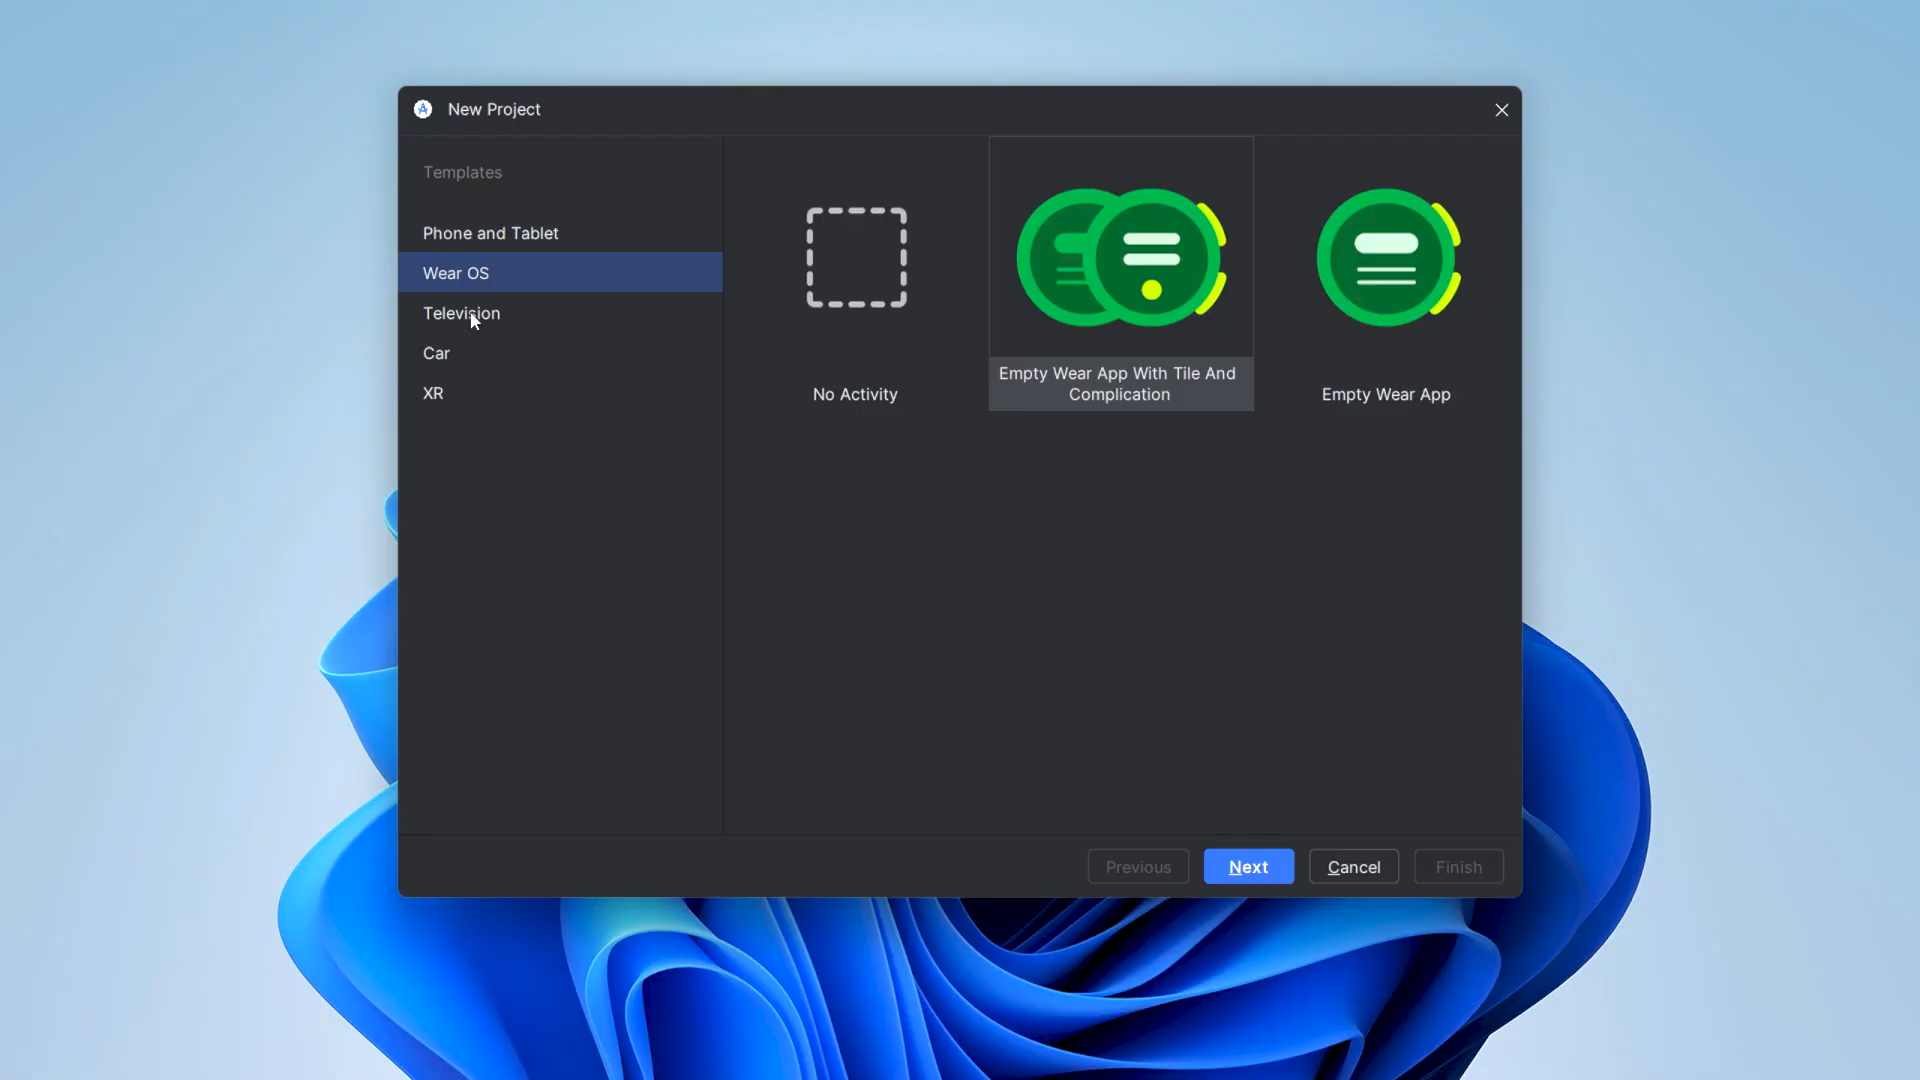 New Project
Templates
Phone and Tablet
Wear OS
Television
Car
XR
No Activity
Empty Wear App With Tile And
Complication
Empty Wear App
Previous
Next
Cancel
Finish